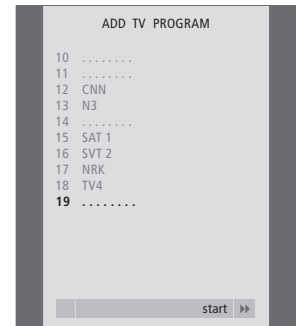 ADD TV PROGRAM
10 ........
11 ........
12 CNN
13 N3
14 ........
15 SAT 1
16 SVT 2
17 NRK
18 TV4
19 ........
start